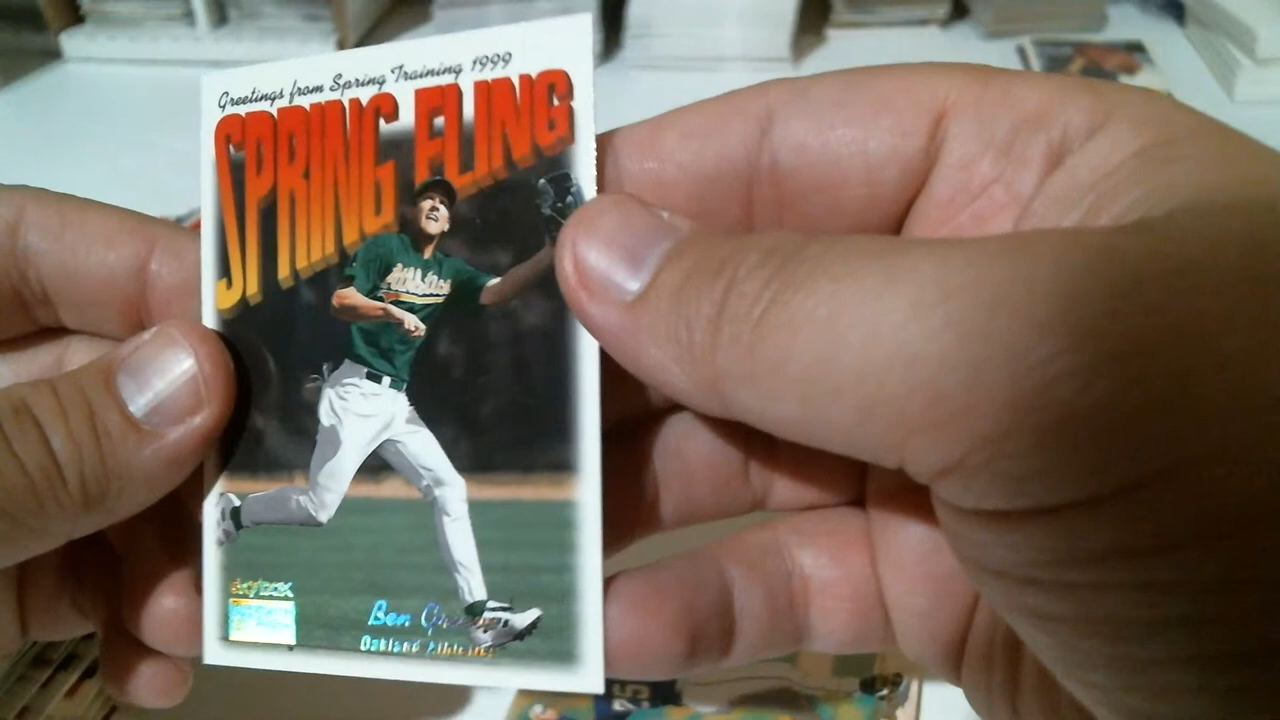 Greetings from Spring Training 1999
SPRING FLING
Athletics
skybox
Ben
Oakland Athletics